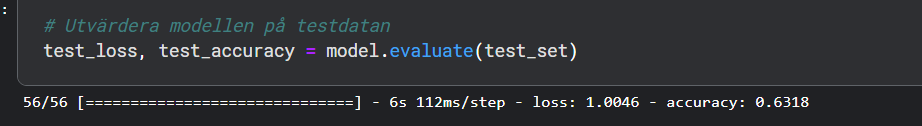 :
# Utvärdera modellen på testdatan
test_loss, test_accuracy = model.evaluate(test_set)
56/56 [==============================] - 6s 112ms/step - loss: 1.0046 - accuracy: 0.6318